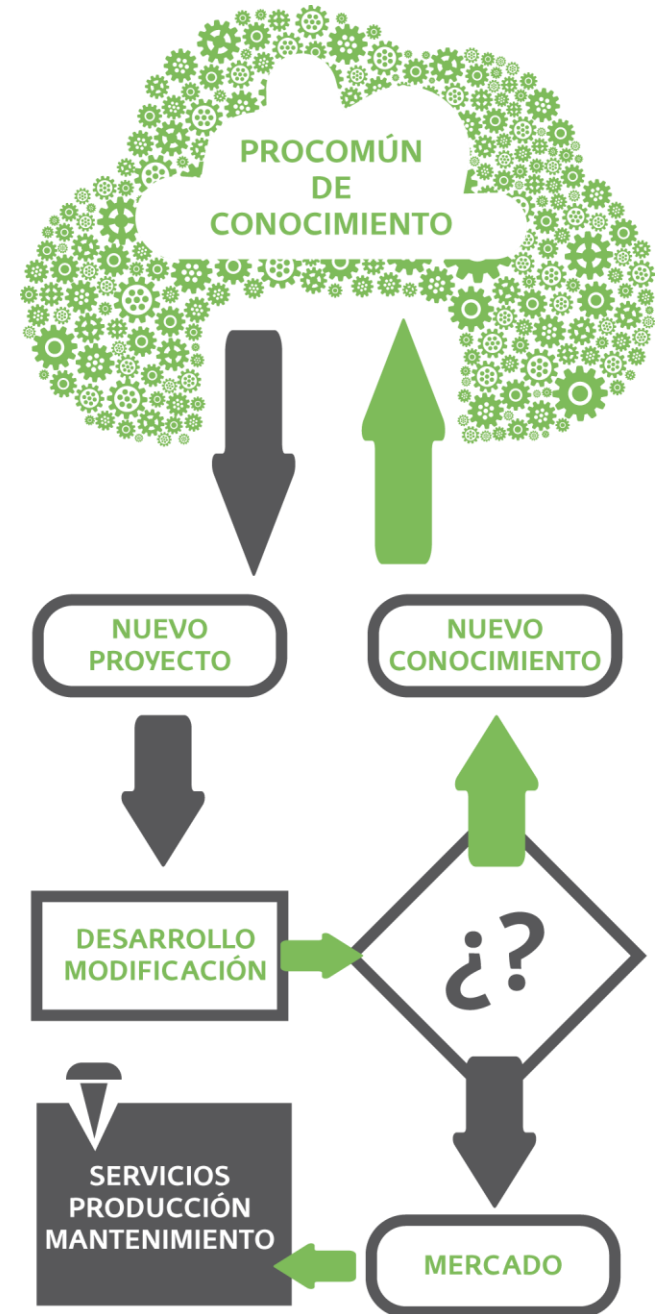 PROCOMÚN
DE
CONOCIMIENTO
NUEVO
PROYECTO
NUEVO
CONOCIMIENTO
DESARROLLO
MODIFICACIÓN
¿?
SERVICIOS
PRODUCCIÓN
MANTENIMIENTO
MERCADO